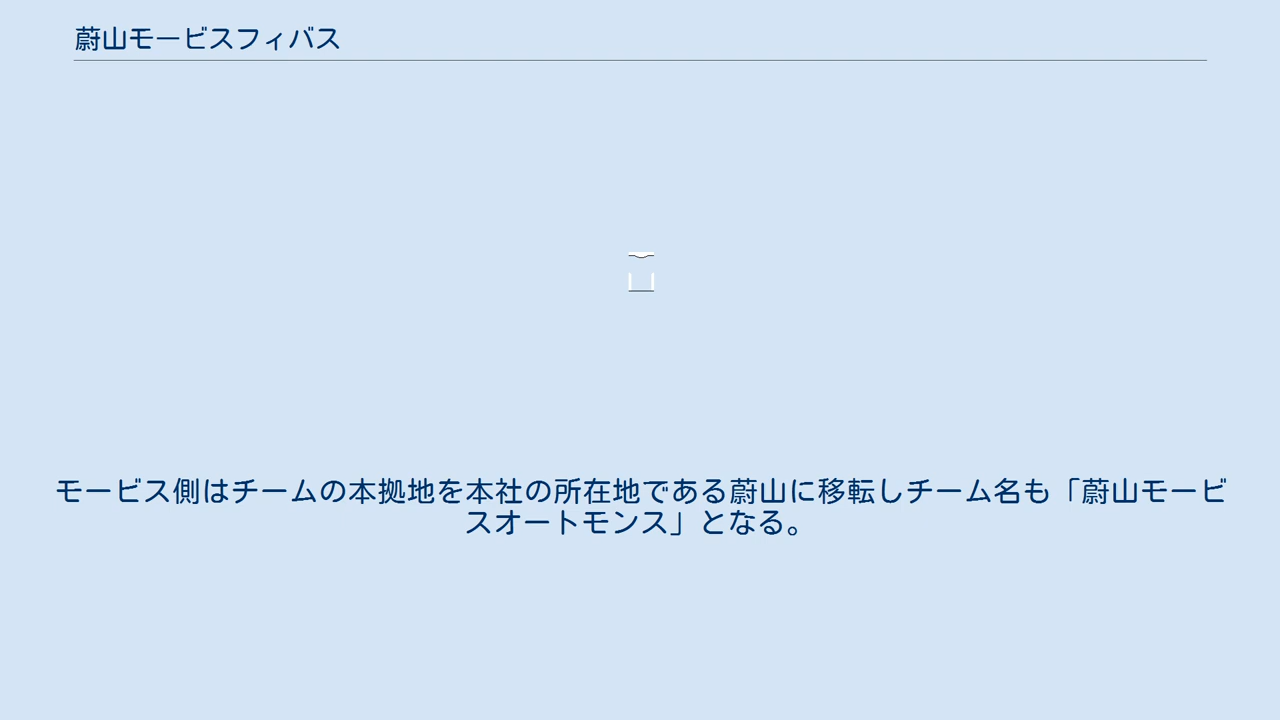 蔚山モービスフィバス
モービス側はチームの本拠地を本社の所在地である蔚山に移転しチーム名も「蔚山モービ
スオートモンス」となる。